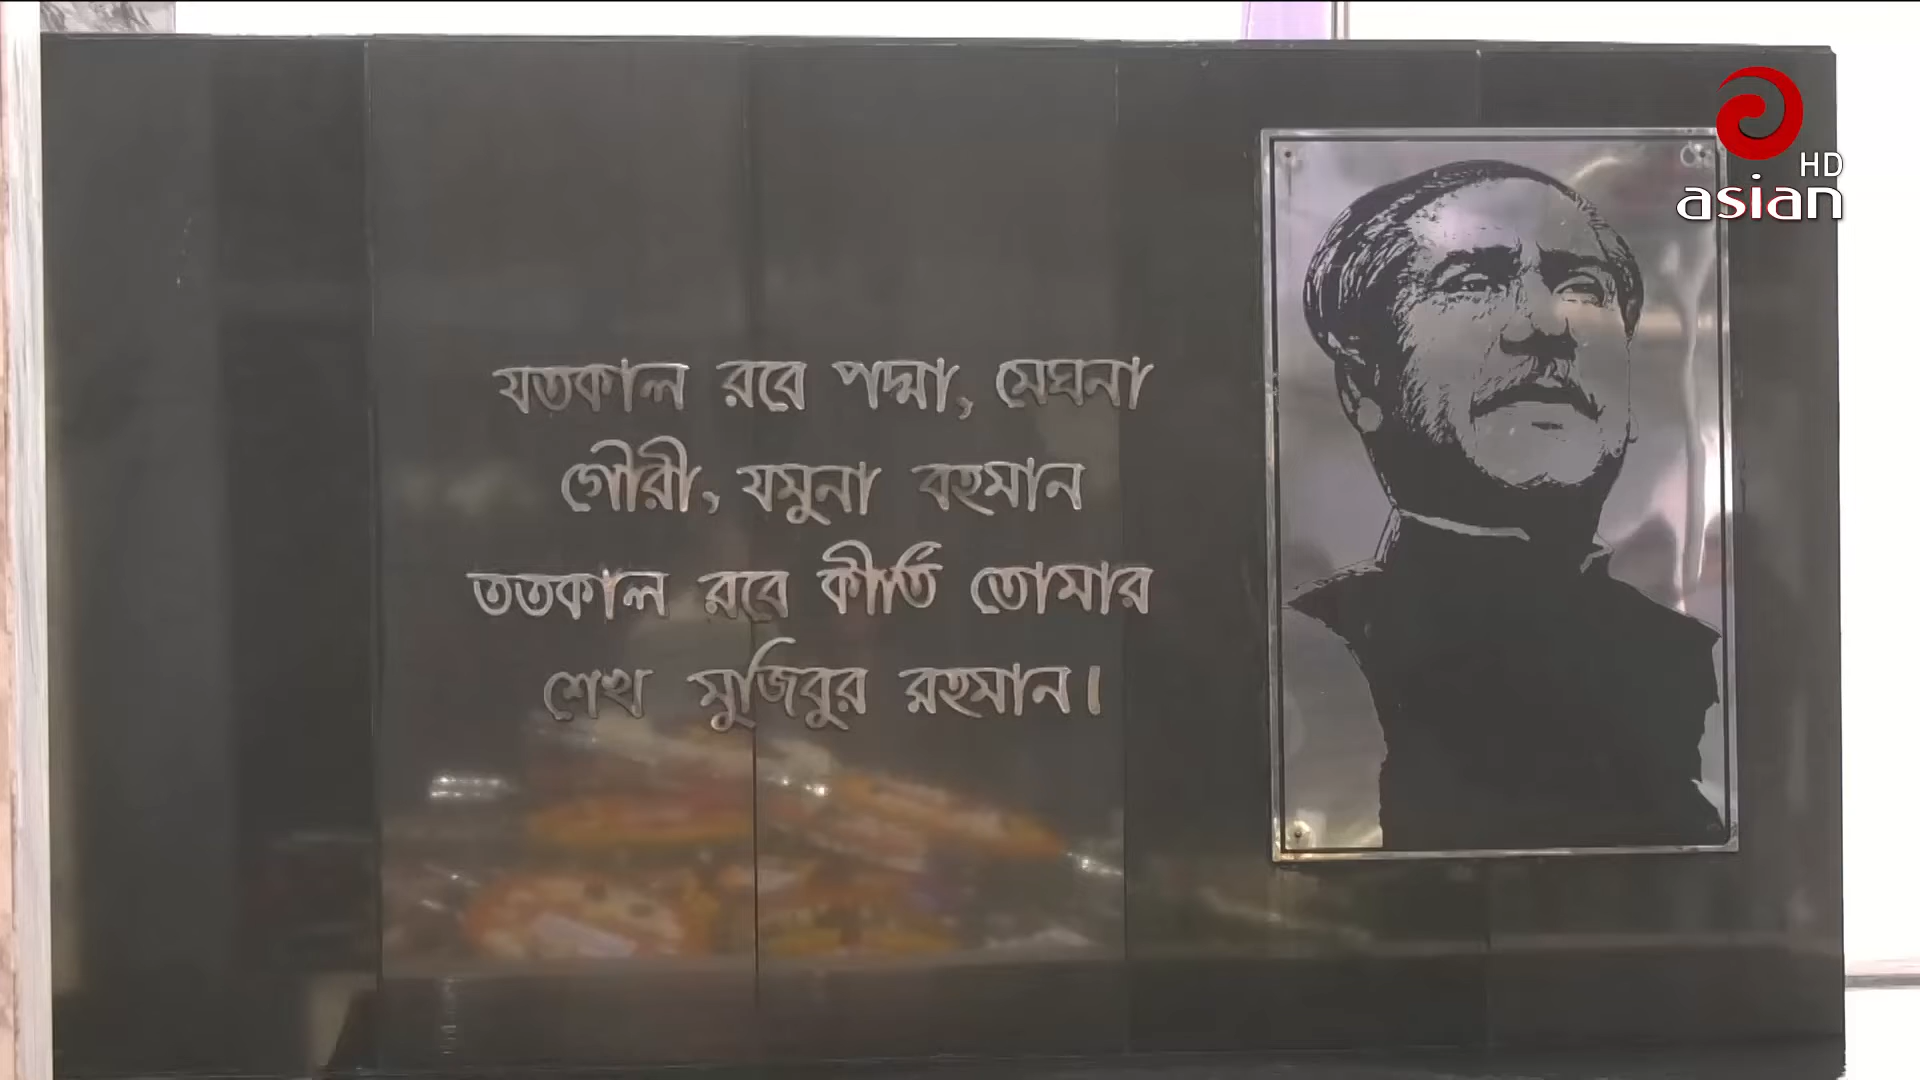 যতকাল রবে পদ্মা, মেঘনা
গৌরী, যমুনা বহমান
ততকাল রবে কীর্তি তোমার
শেখ মুজিবুর রহমান।
HD
asian